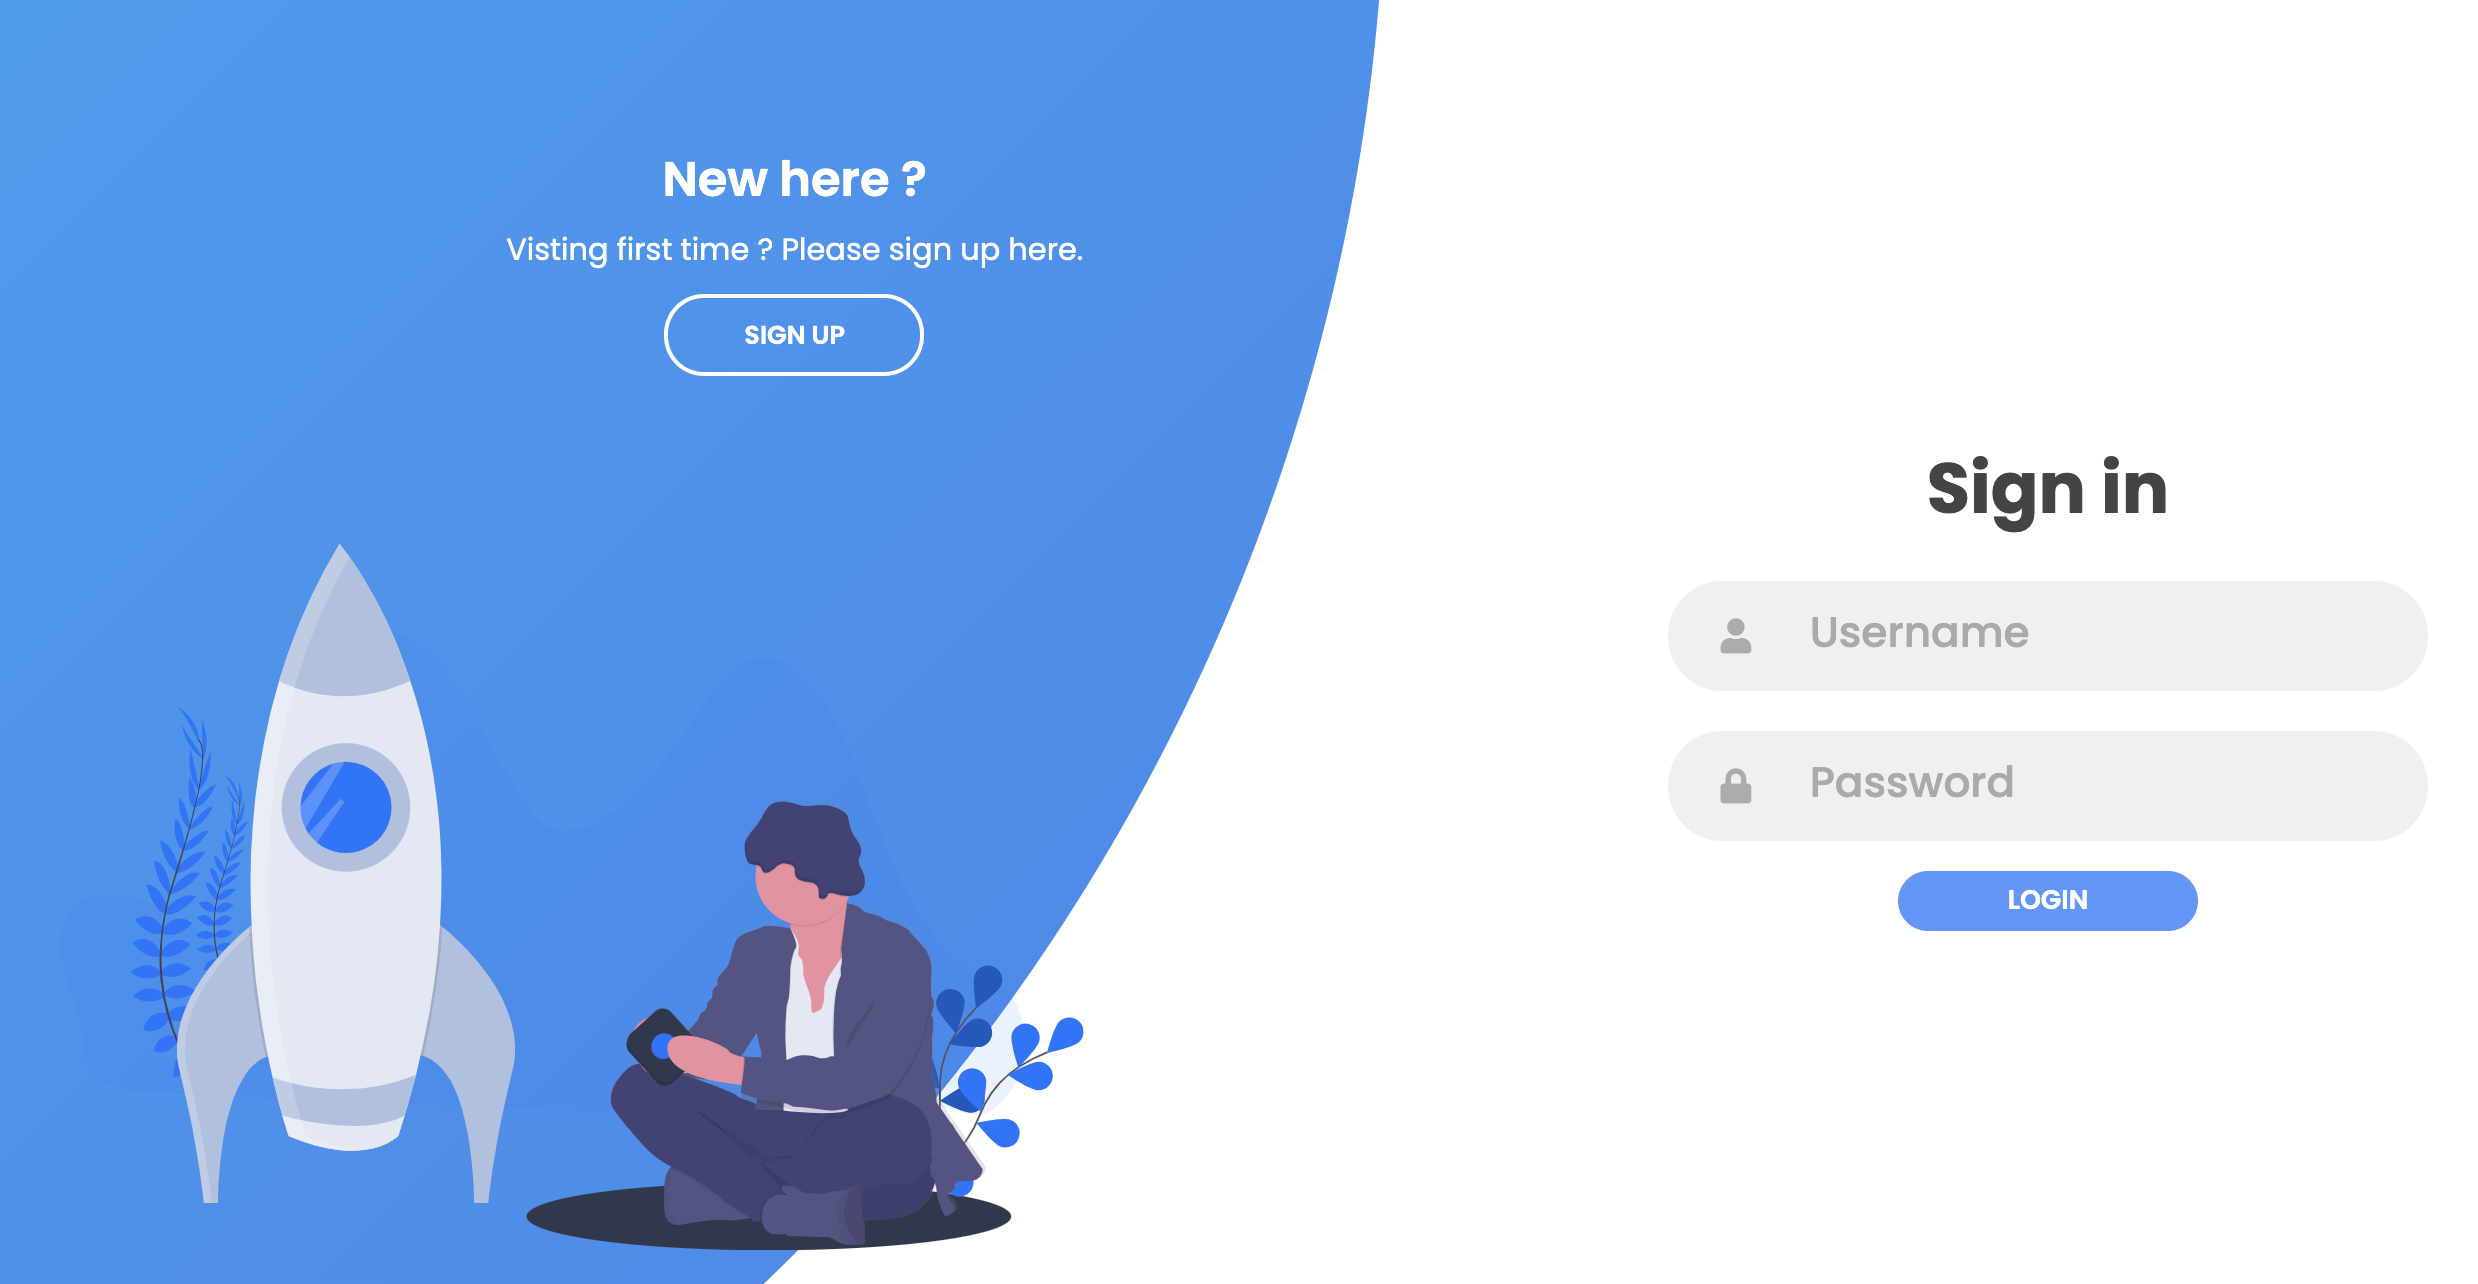 New here ?
Visting first time ? Please sign up here.
SIGN UP
Sign in
Username
Password
LOGIN